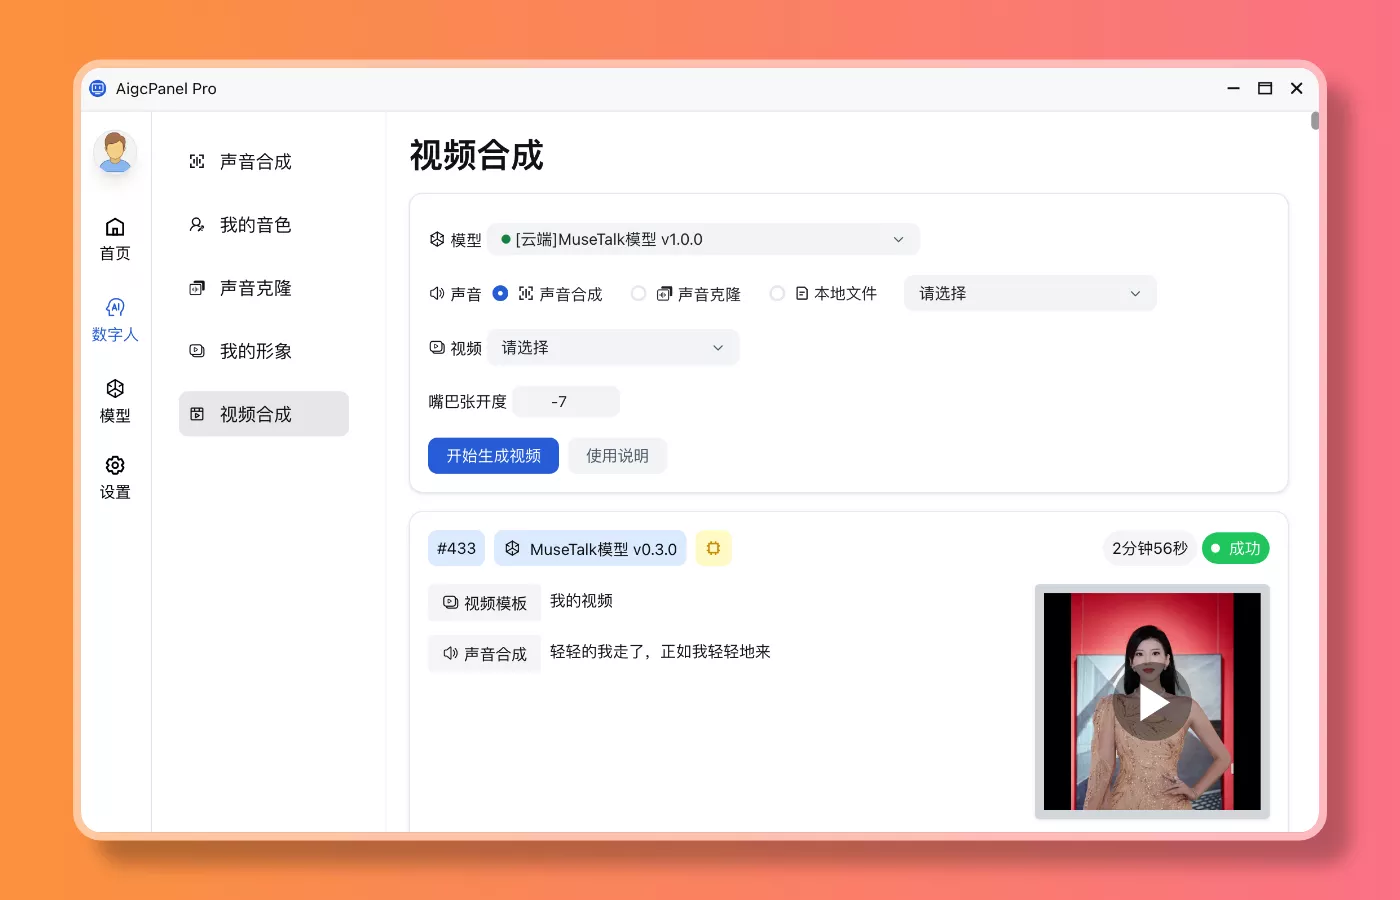 AigcPanel Pro
首页
数字人
模型
设置
声音合成
我的音色
声音克隆
我的形象
视频合成
视频合成
模型 [云端]MuseTalk模型 v1.0.0
声音 声音合成 声音克隆 本地文件 请选择
视频 请选择
嘴巴张开度 -7
开始生成视频 使用说明
#433 MuseTalk模型 v0.3.0 2分钟56秒 成功
视频模板 我的视频
声音合成 轻轻的我走了，正如我轻轻地来